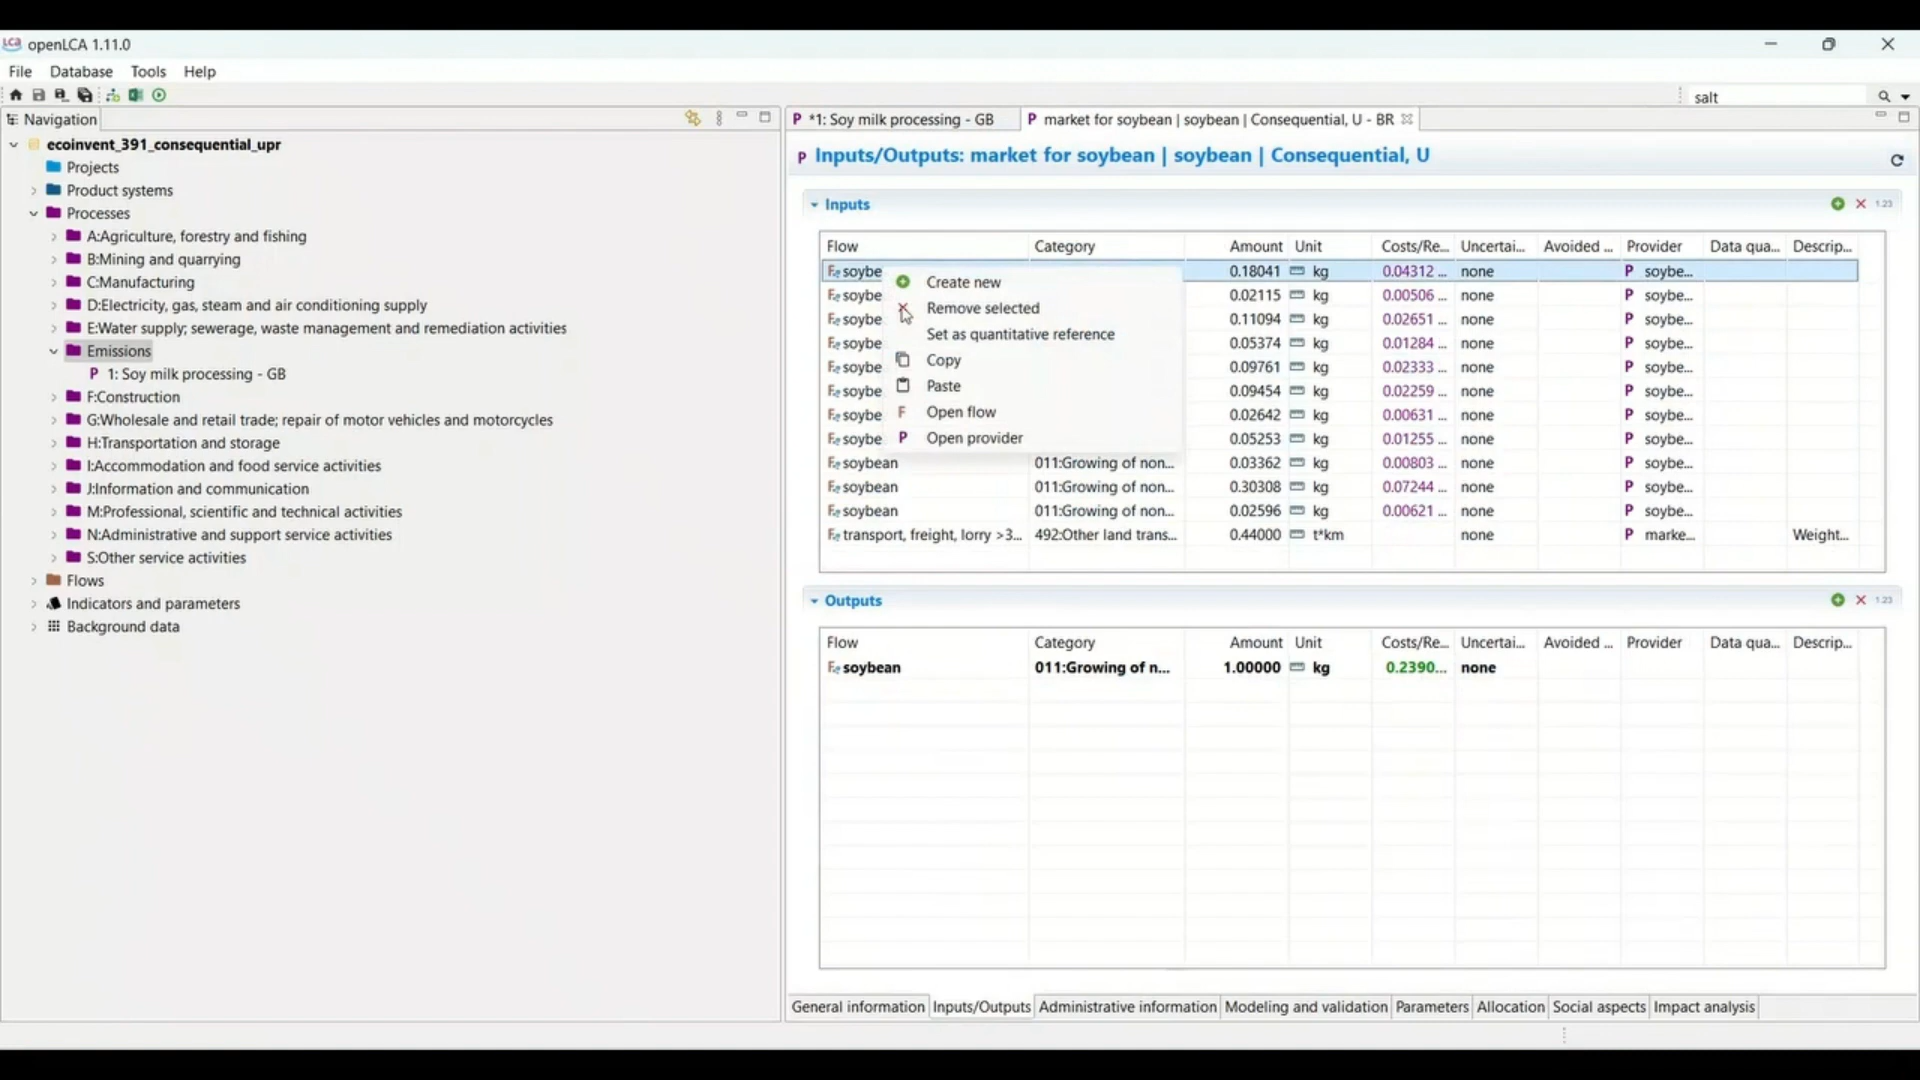 openLCA 1.11.0
File Database Tools Help
salt
Navigation
*1: Soy milk processing - GB
market for soybean | soybean | Consequential, U - BR
ecoinvent_391_consequential_upr
Projects
Product systems
Processes
A:Agriculture, forestry and fishing
B:Mining and quarrying
C:Manufacturing
D:Electricity, gas, steam and air conditioning supply
E:Water supply; sewerage, waste management and remediation activities
Emissions
P 1: Soy milk processing - GB
F:Construction
G:Wholesale and retail trade; repair of motor vehicles and motorcycles
H:Transportation and storage
I:Accommodation and food service activities
J:Information and communication
M:Professional, scientific and technical activities
N:Administrative and support service activities
S:Other service activities
Flows
Indicators and parameters
Background data
P Inputs/Outputs: market for soybean | soybean | Consequential, U
Inputs 1.23
Flow Category Amount Unit Costs/Re... Uncertai... Avoided ... Provider Data qua... Descrip...
soybe 0.18041 kg 0.04312 ... none P soybe...
soybe 0.02115 kg 0.00506 ... none P soybe...
soybe 0.11094 kg 0.02651 ... none P soybe...
soybe 0.05374 kg 0.01284 ... none P soybe...
soybe 0.09761 kg 0.02333 ... none P soybe...
soybe 0.09454 kg 0.02259 ... none P soybe...
soybe 0.02642 kg 0.00631 ... none P soybe...
soybe 0.05253 kg 0.01255 ... none P soybe...
soybean 011:Growing of non... 0.03362 kg 0.00803 ... none P soybe...
soybean 011:Growing of non... 0.30308 kg 0.07244 ... none P soybe...
soybean 011:Growing of non... 0.02596 kg 0.00621 ... none P soybe...
transport, freight, lorry >3... 492:Other land trans... 0.44000 t*km none P marke... Weight...
Create new
Remove selected
Set as quantitative reference
Copy
Paste
F Open flow
P Open provider
Outputs 1.23
Flow Category Amount Unit Costs/Re... Uncertai... Avoided ... Provider Data qua... Descrip...
soybean 011:Growing of n... 1.00000 kg 0.2390... none
General information Inputs/Outputs Administrative information Modeling and validation Parameters Allocation Social aspects Impact analysis